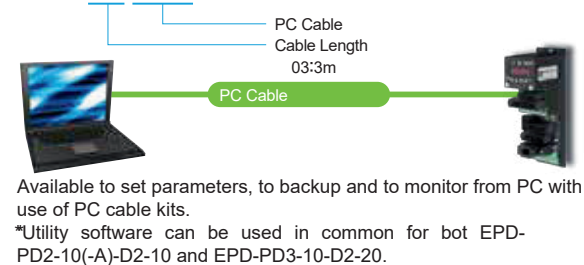 PC Cable
Cable Length
03:3m
PC Cable
Available to set parameters, to backup and to monitor from PC with
use of PC cable kits.
*Utility software can be used in common for bot EPD-
PD2-10(-A)-D2-10 and EPD-PD3-10-D2-20.